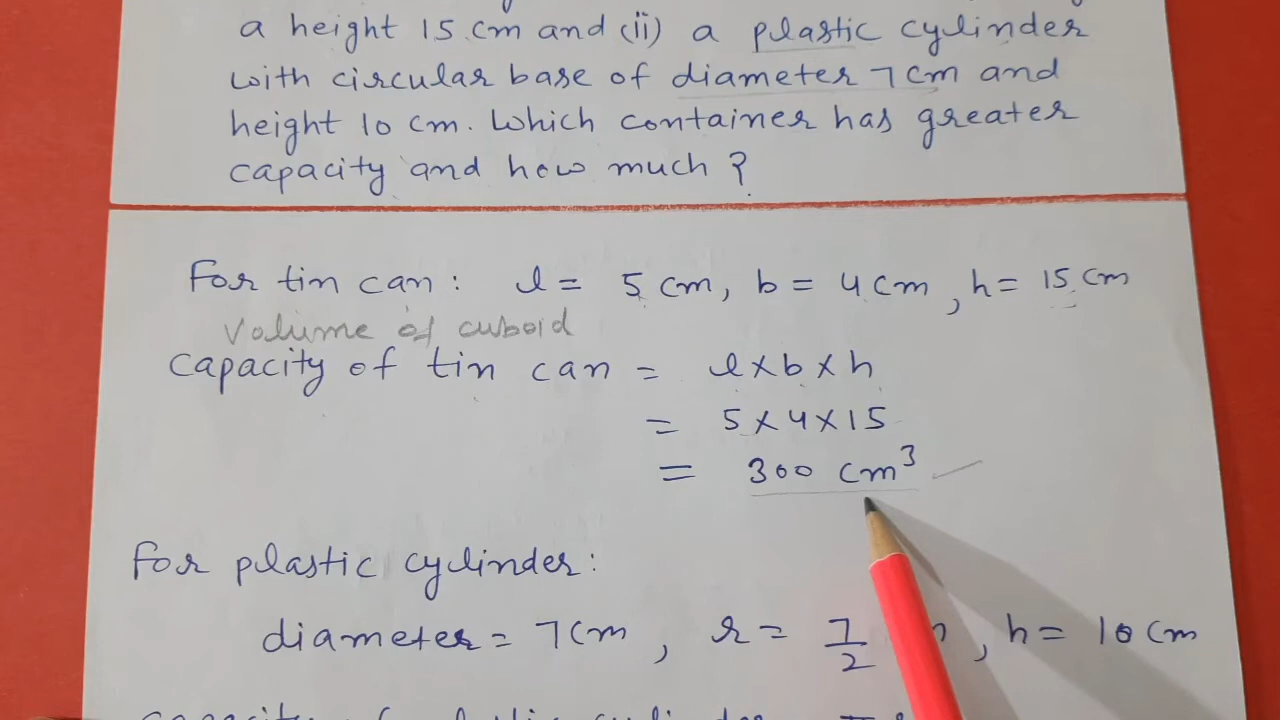 a height 15 cm and (ii) a plastic cylinder
with circular base of diameter 7 cm and
height 10 cm. Which container has greater
capacity and how much ?
For tin can : l = 5 cm, b = 4 cm, h = 15 cm
Volume of cuboid
capacity of tin can = l x b x h
= 5 x 4 x 15
= 300 cm³
For plastic cylinder :
diameter = 7 cm, r = 7/2 , h = 10 cm